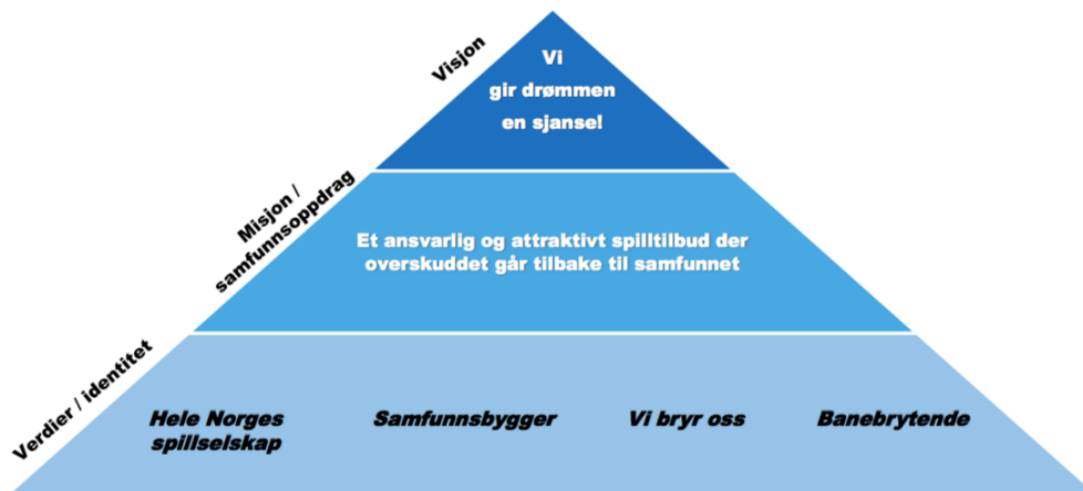 Visjon
Vi
gir drømmen
en sjanse!
Misjon /
samfunnsoppdrag
Et ansvarlig og attraktivt spilltilbud der
overskuddet går tilbake til samfunnet
Verdier / identitet
Hele Norges
spillselskap
Samfunnsbygger
Vi bryr oss
Banebrytende